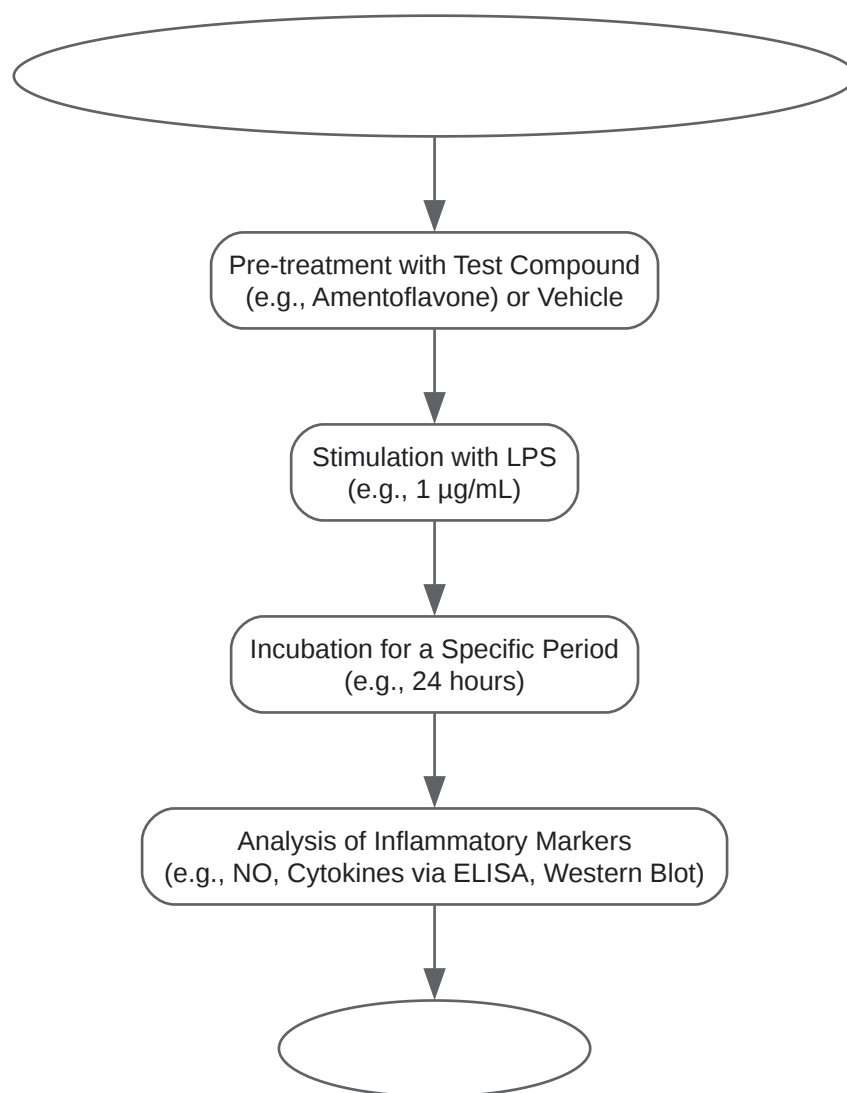 Pre-treatment with Test Compound
(e.g., Amentoflavone) or Vehicle
Stimulation with LPS
(e.g., 1 µg/mL)
Incubation for a Specific Period
(e.g., 24 hours)
Analysis of Inflammatory Markers
(e.g., NO, Cytokines via ELISA, Western Blot)